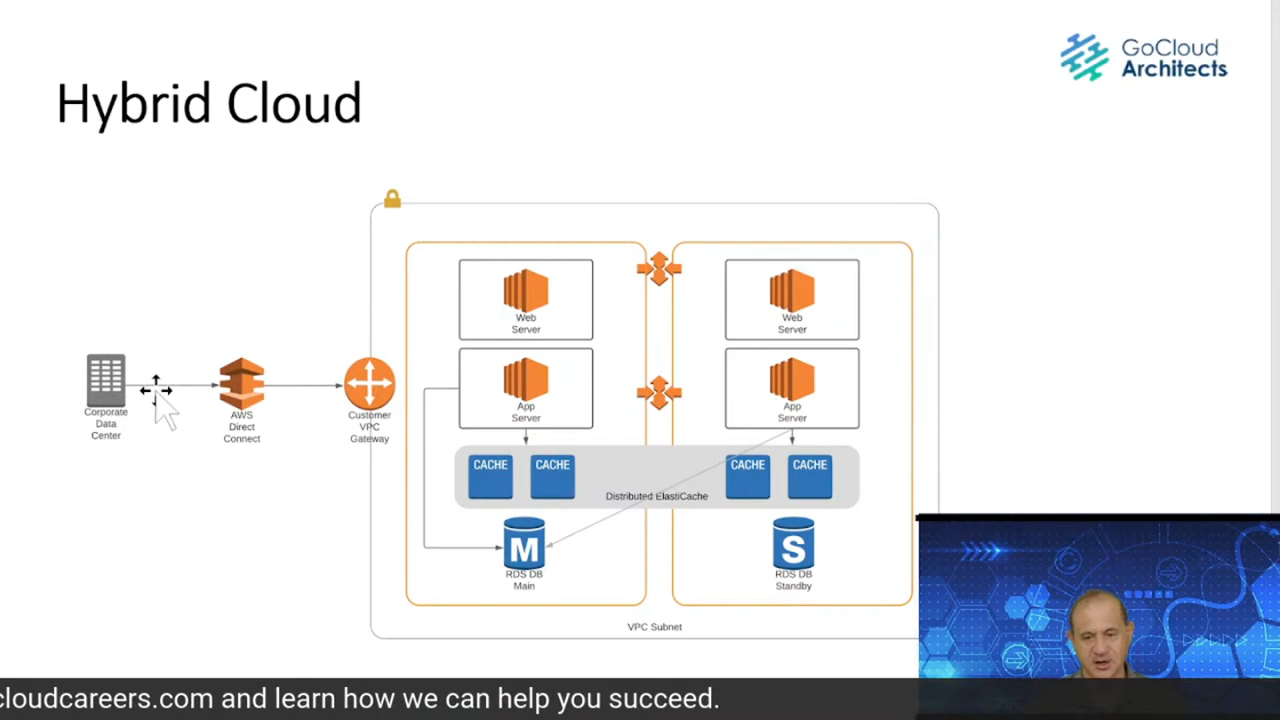 GoCloud
Architects
Hybrid Cloud
Web
Server
Web
Server
App
Server
App
Server
Corporate
Data
Center
AWS
Direct
Connect
Customer
VPC
Gateway
CACHE
CACHE
CACHE
CACHE
Distributed ElastiCache
M
RDS DB
Main
S
RDS DB
Standby
VPC Subnet
cloudcareers.com and learn how we can help you succeed.